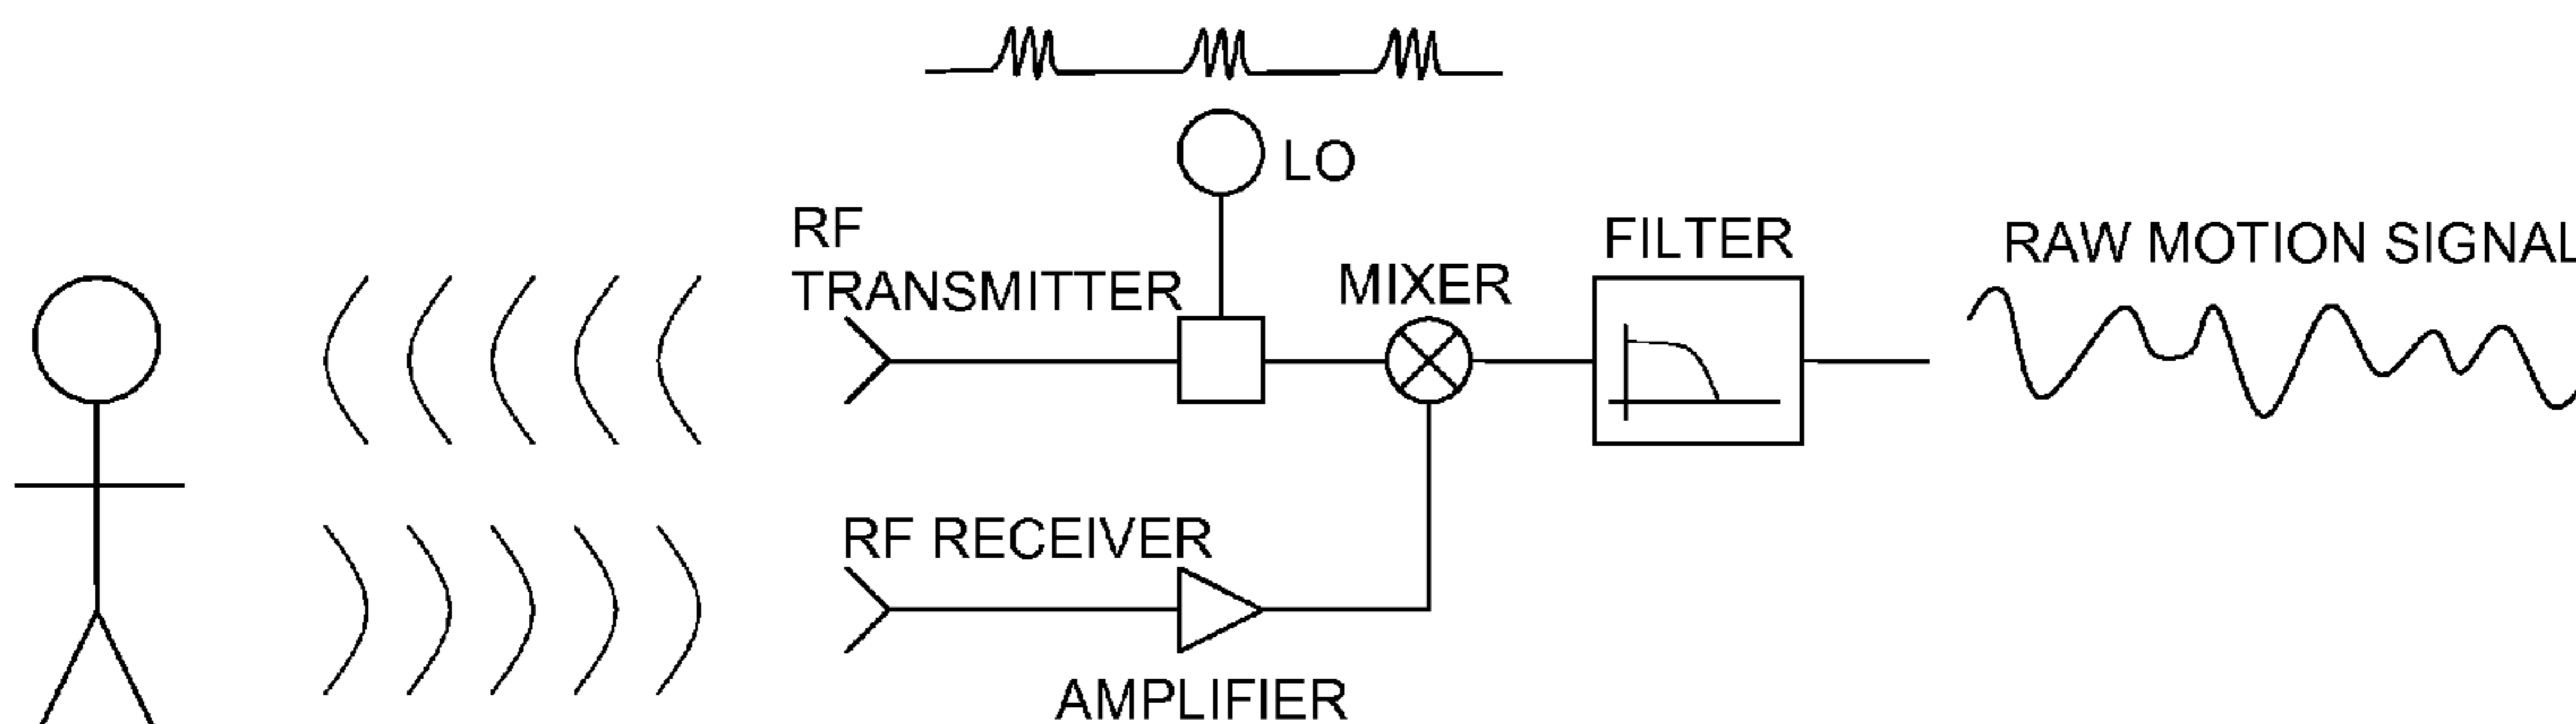 LO
RF
TRANSMITTER
MIXER
FILTER
RAW MOTION SIGNAL
RF RECEIVER
AMPLIFIER